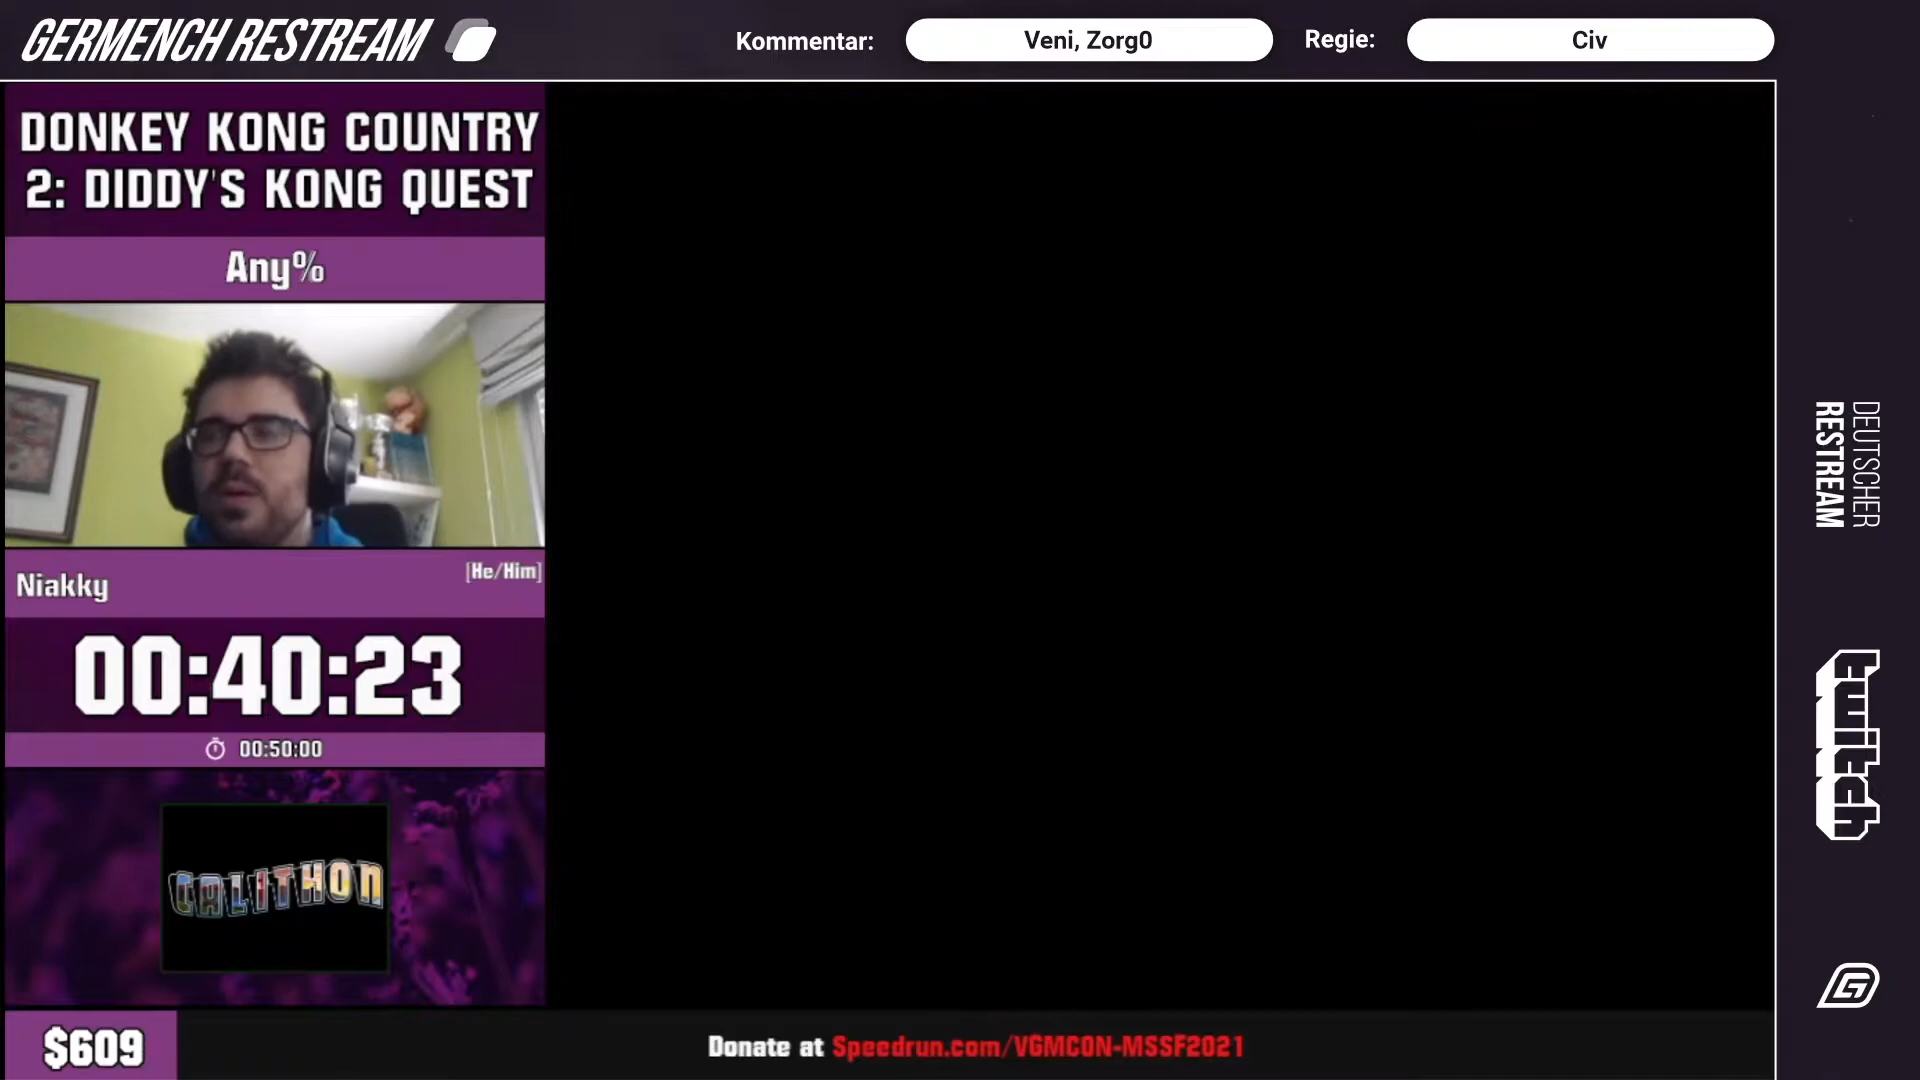 GERMENCH RESTREAM
Kommentar:
Veni, Zorg0
Regie:
Civ
DONKEY KONG COUNTRY
2: DIDDY'S KONG QUEST
Any%
Niakky
[He/Him]
00:40:23
00:50:00
CALITHON
$609
Donate at Speedrun.com/VGMCON-MSSF2021
DEUTSCHER
RESTREAM
twitch
G